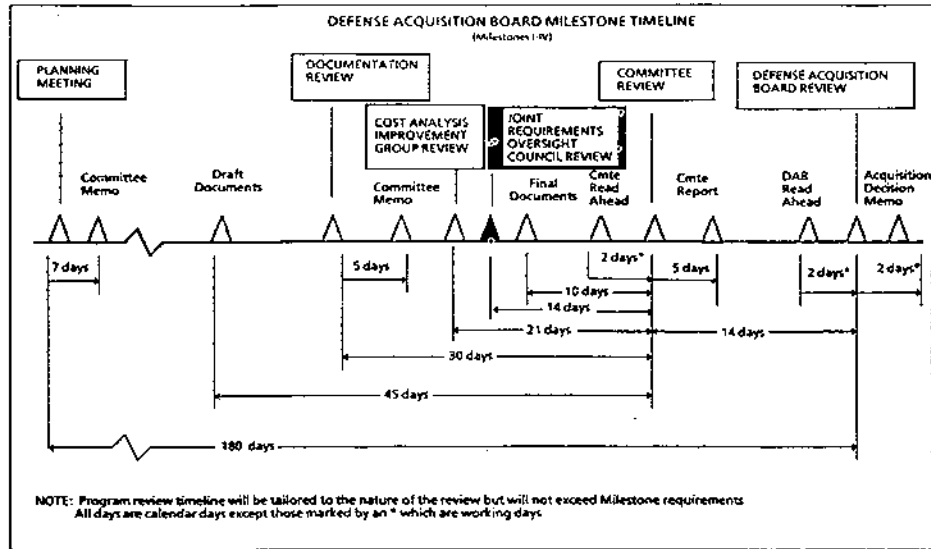 DEFENSE ACQUISITION BOARD MILESTONE TIMELINE
(Milestones I-IV)
PLANNING
MEETING
DOCUMENTATION
REVIEW
COMMITTEE
REVIEW
DEFENSE ACQUISITION
BOARD REVIEW
COST ANALYSIS
IMPROVEMENT
GROUP REVIEW
JOINT
REQUIREMENTS
OVERSIGHT
COUNCIL REVIEW
Committee
Memo
Draft
Documents
Committee
Memo
Final
Documents
Cmte
Read
Ahead
Cmte
Report
DAB
Read
Ahead
Acquisition
Decision
Memo
7 days
5 days
2 days*
5 days
2 days*
2 days*
10 days
14 days
21 days
14 days
30 days
45 days
180 days
NOTE: Program review timeline will be tailored to the nature of the review but will not exceed Milestone requirements
All days are calendar days except those marked by an * which are working days